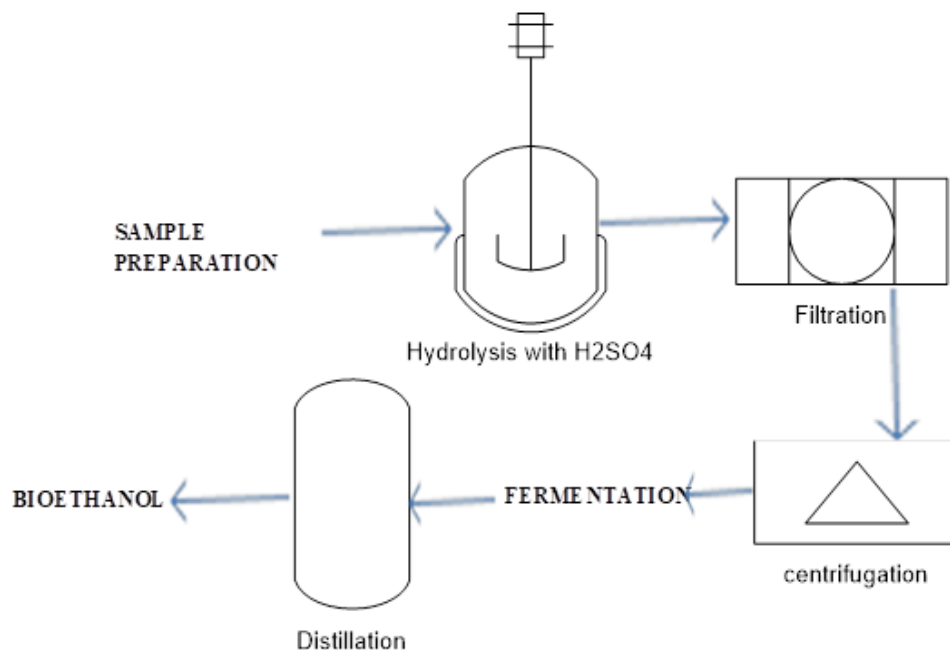 SAMPLE
PREPARATION
Hydrolysis with H2SO4
Filtration
centrifugation
FERMENTATION
Distillation
BIOETHANOL